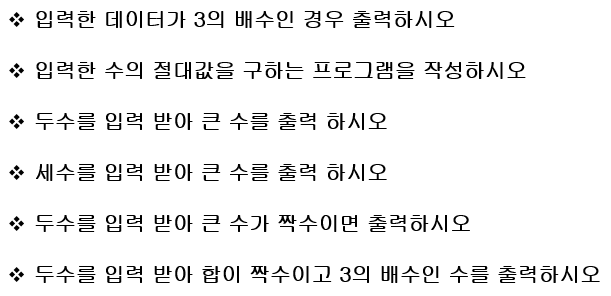 ❖ 입력한 데이터가 3의 배수인 경우 출력하시오
❖ 입력한 수의 절대값을 구하는 프로그램을 작성하시오
❖ 두수를 입력 받아 큰 수를 출력 하시오
❖ 세수를 입력 받아 큰 수를 출력 하시오
❖ 두수를 입력 받아 큰 수가 짝수이면 출력하시오
❖ 두수를 입력 받아 합이 짝수이고 3의 배수인 수를 출력하시오